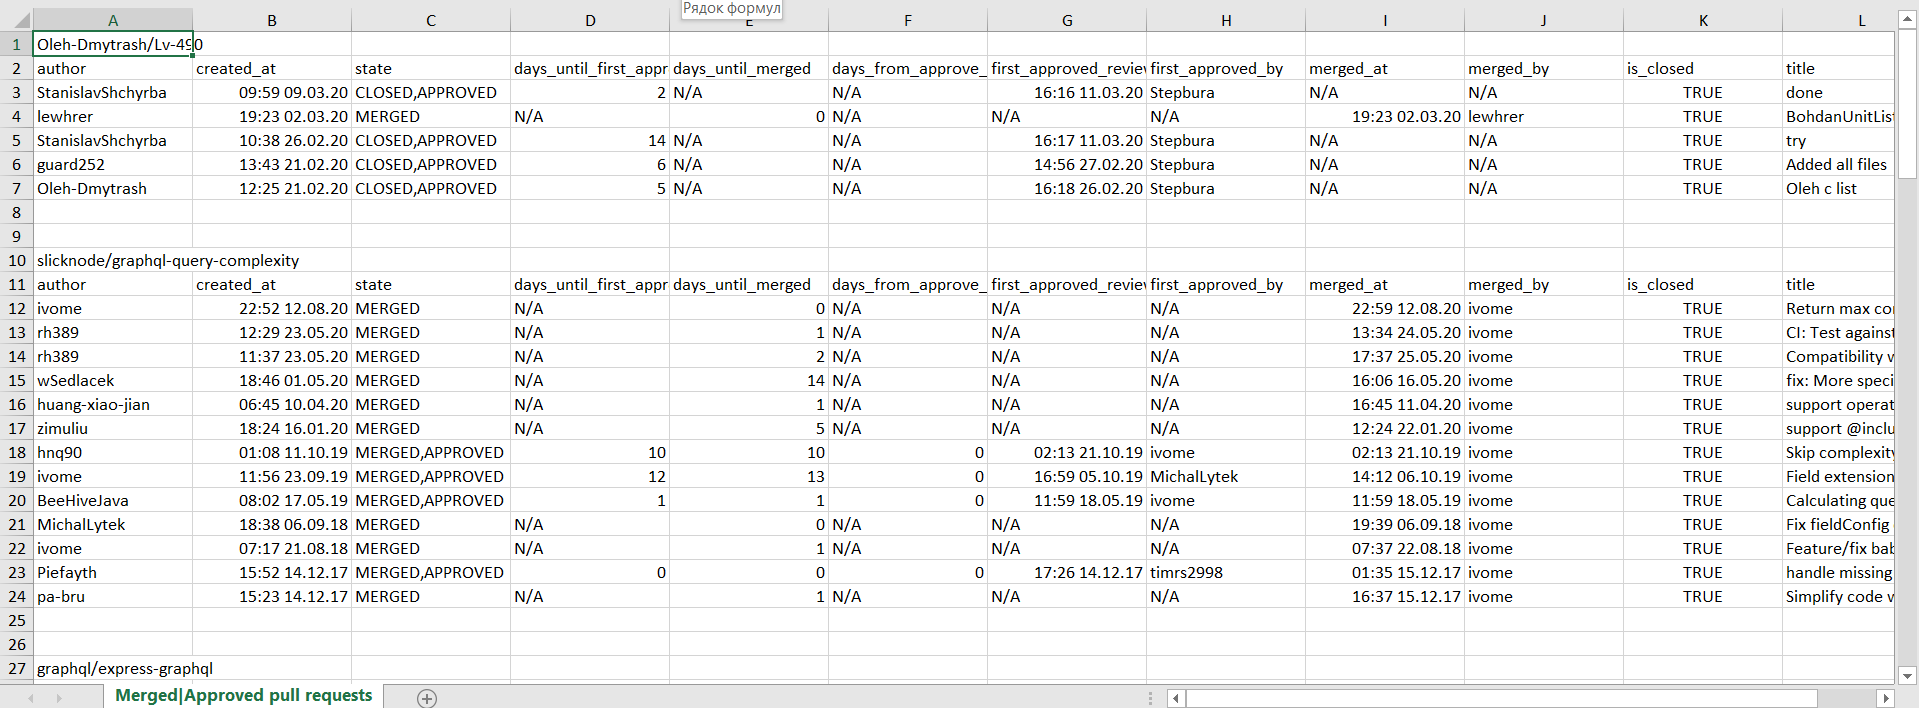 Рядок формул
A B C D E F G H I J K L
1 Oleh-Dmytrash/Lv-490
2 author created_at state days_until_first_appr days_until_merged days_from_approve_ first_approved_reviev first_approved_by merged_at merged_by is_closed title
3 StanislavShchyrba 09:59 09.03.20 CLOSED,APPROVED 2 N/A N/A 16:16 11.03.20 Stepbura N/A N/A TRUE done
4 lewhrer 19:23 02.03.20 MERGED N/A 0 N/A N/A N/A 19:23 02.03.20 lewhrer TRUE BohdanUnitList
5 StanislavShchyrba 10:38 26.02.20 CLOSED,APPROVED 14 N/A N/A 16:17 11.03.20 Stepbura N/A N/A TRUE try
6 guard252 13:43 21.02.20 CLOSED,APPROVED 6 N/A N/A 14:56 27.02.20 Stepbura N/A N/A TRUE Added all files
7 Oleh-Dmytrash 12:25 21.02.20 CLOSED,APPROVED 5 N/A N/A 16:18 26.02.20 Stepbura N/A N/A TRUE Oleh c list
8
9
10 slicknode/graphql-query-complexity
11 author created_at state days_until_first_appr days_until_merged days_from_approve_ first_approved_reviev first_approved_by merged_at merged_by is_closed title
12 ivome 22:52 12.08.20 MERGED N/A 0 N/A N/A N/A 22:59 12.08.20 ivome TRUE Return max co
13 rh389 12:29 23.05.20 MERGED N/A 1 N/A N/A N/A 13:34 24.05.20 ivome TRUE CI: Test against
14 rh389 11:37 23.05.20 MERGED N/A 2 N/A N/A N/A 17:37 25.05.20 ivome TRUE Compatibility w
15 wSedlacek 18:46 01.05.20 MERGED N/A 14 N/A N/A N/A 16:06 16.05.20 ivome TRUE fix: More speci
16 huang-xiao-jian 06:45 10.04.20 MERGED N/A 1 N/A N/A N/A 16:45 11.04.20 ivome TRUE support operat
17 zimuliu 18:24 16.01.20 MERGED N/A 5 N/A N/A N/A 12:24 22.01.20 ivome TRUE support @inclu
18 hnq90 01:08 11.10.19 MERGED,APPROVED 10 10 0 02:13 21.10.19 ivome 02:13 21.10.19 ivome TRUE Skip complexity
19 ivome 11:56 23.09.19 MERGED,APPROVED 12 13 0 16:59 05.10.19 MichalLytek 14:12 06.10.19 ivome TRUE Field extension
20 BeeHiveJava 08:02 17.05.19 MERGED,APPROVED 1 1 0 11:59 18.05.19 ivome 11:59 18.05.19 ivome TRUE Calculating que
21 MichalLytek 18:38 06.09.18 MERGED N/A 0 N/A N/A N/A 19:39 06.09.18 ivome TRUE Fix fieldConfig
22 ivome 07:17 21.08.18 MERGED N/A 1 N/A N/A N/A 07:37 22.08.18 ivome TRUE Feature/fix bab
23 Piefayth 15:52 14.12.17 MERGED,APPROVED 0 0 0 17:26 14.12.17 timrs2998 01:35 15.12.17 ivome TRUE handle missing
24 pa-bru 15:23 14.12.17 MERGED N/A 1 N/A N/A N/A 16:37 15.12.17 ivome TRUE Simplify code w
25
26
27 graphql/express-graphql
Merged|Approved pull requests